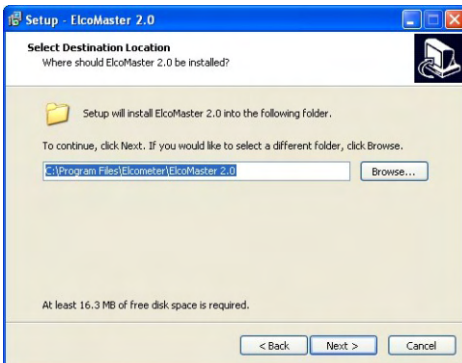 Setup - ElcoMaster 2.0
Select Destination Location
Where should ElcoMaster 2.0 be installed?
Setup will install ElcoMaster 2.0 into the following folder.
To continue, click Next. If you would like to select a different folder, click Browse.
C:\Program Files\Elcometer\ElcoMaster 2.0
Browse...
At least 16.3 MB of free disk space is required.
< Back
Next >
Cancel